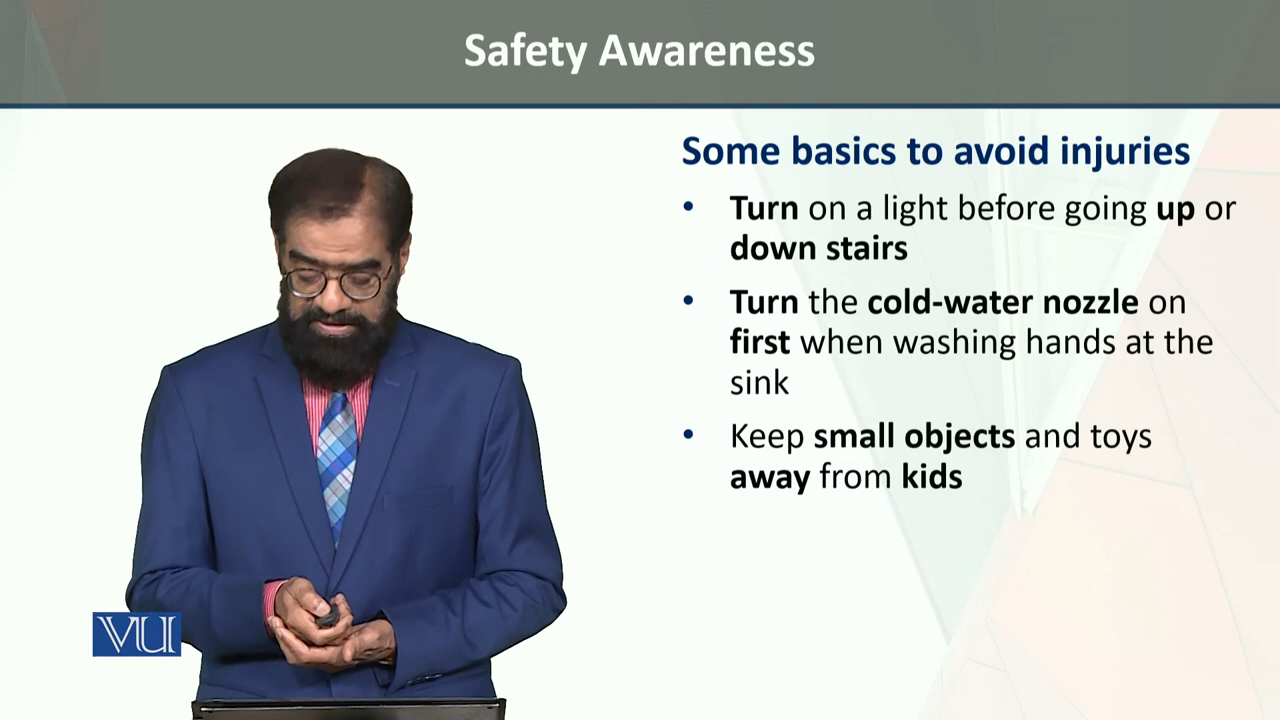 Safety Awareness
Some basics to avoid injuries
• Turn on a light before going up or
down stairs
• Turn the cold-water nozzle on
first when washing hands at the
sink
• Keep small objects and toys
away from kids
VU